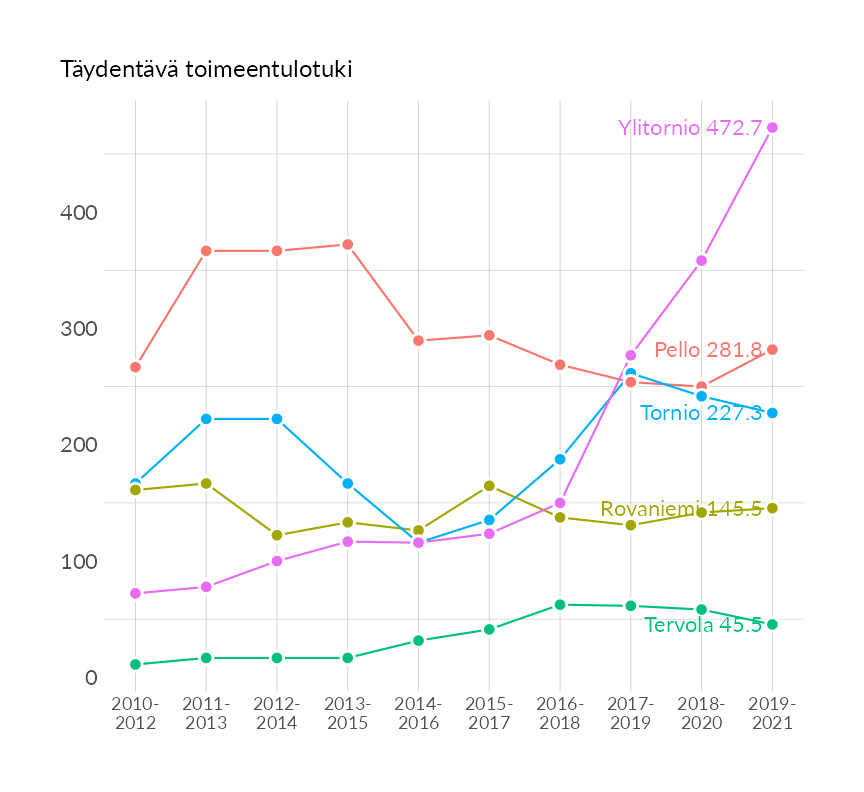 Täydentävä toimeentulotuki
Ylitornio 472.7
400
300
Pello 281.8
Tornio 227.3
200
Rovaniemi 145.5
100
Tervola 45.5
0
2010- 2011- 2012- 2013- 2014- 2015- 2016- 2017- 2018- 2019-
2012 2013 2014 2015 2016 2017 2018 2019 2020 2021